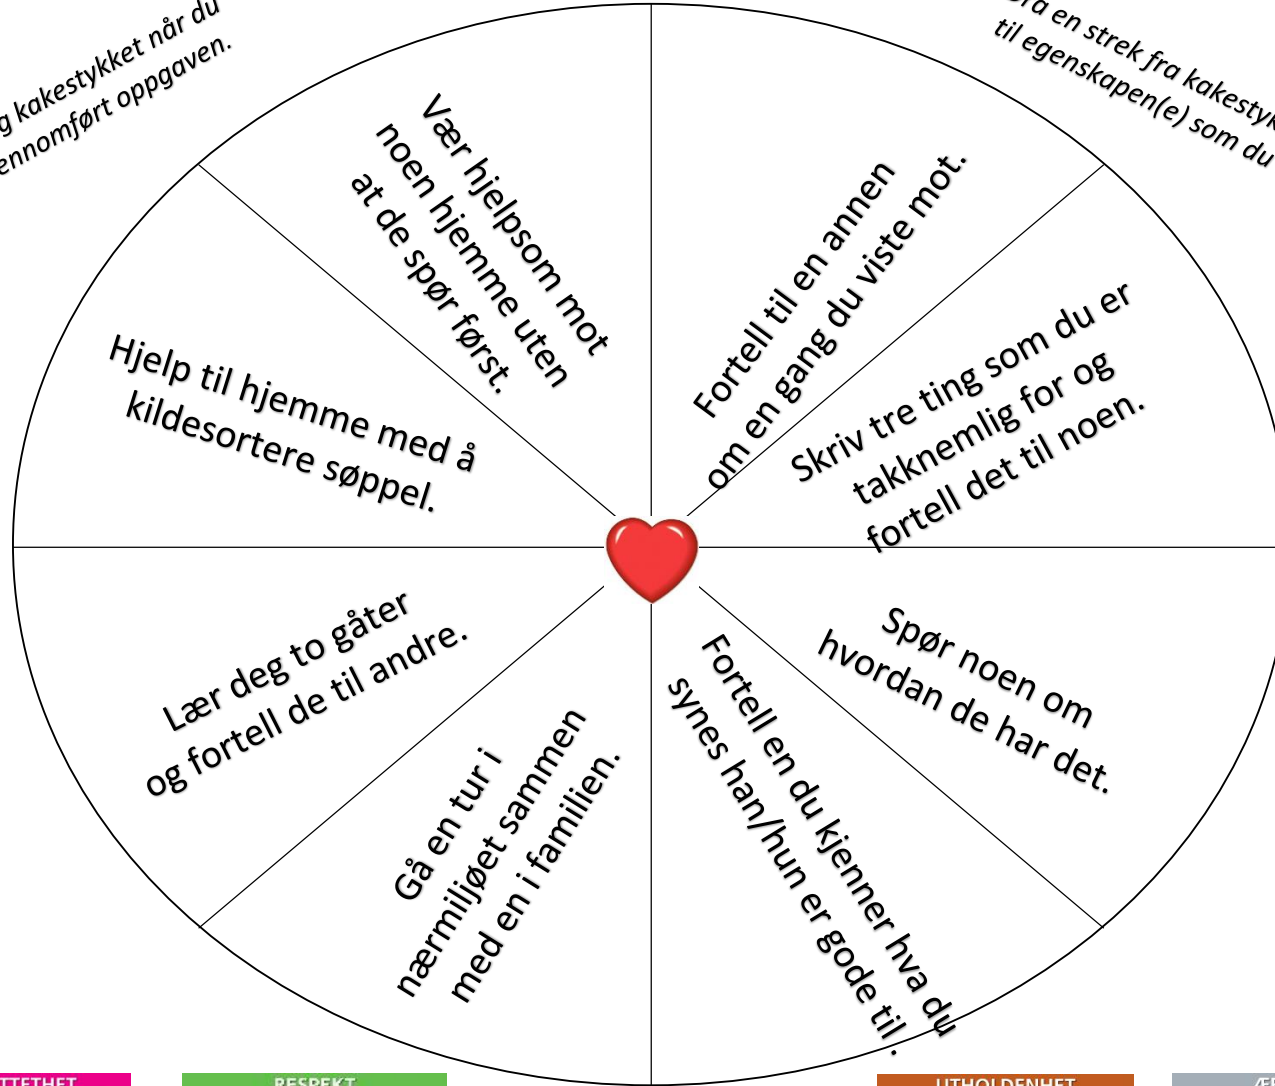 kakestykket når du
oppgaven.
en strek fra
til egenskapen(e) som du
Vær hjelpsom mot
noen hjemme uten
at de spør først.
Fortell til en annen
om en gang du viste mot.
Hjelp til hjemme med å
kildesortere søppel.
Skriv tre ting som du er
takknemlig for og
fortell det til noen.
Lær deg to gåter
og fortell de til andre.
Spør noen om
hvordan de har det.
Gå en tur i
nærmiljøet sammen
med en i familien.
Fortell en du kjenner hva du
synes han/hun er gode til.
RESPEKT
UTHOLDENHET